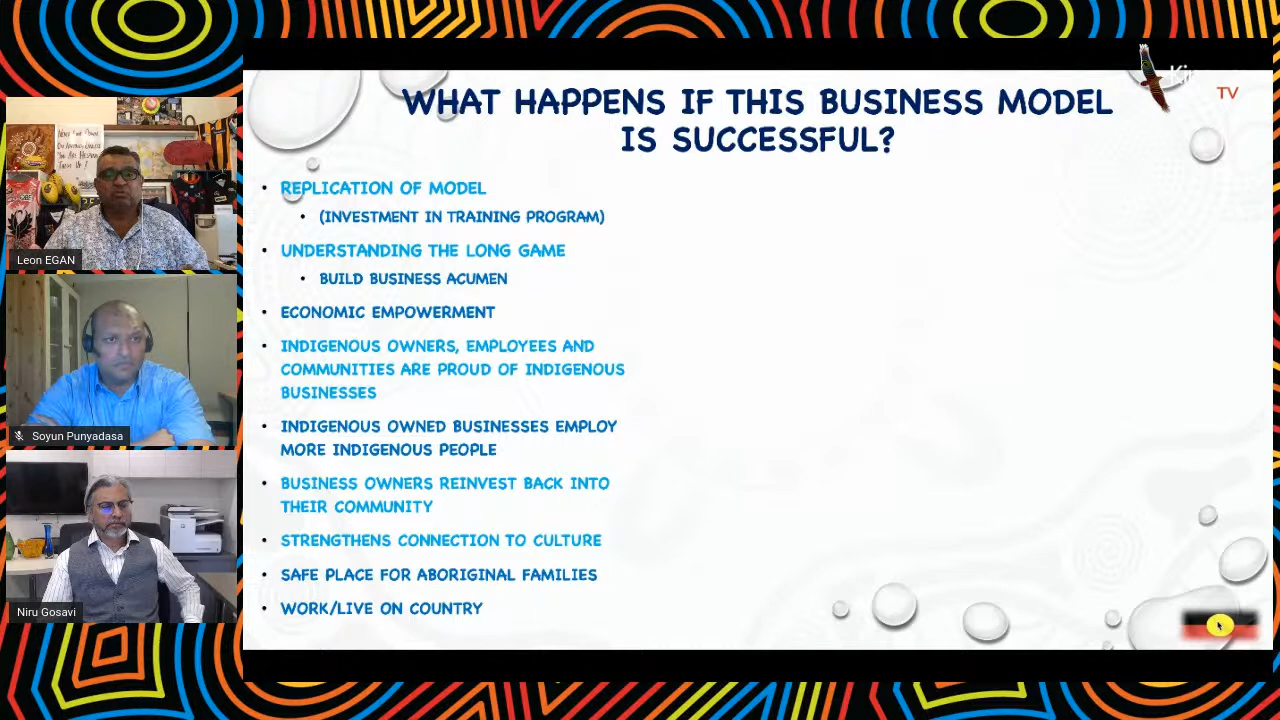 WHAT HAPPENS IF THIS BUSINESS MODEL
IS SUCCESSFUL?
TV
• REPLICATION OF MODEL
• (INVESTMENT IN TRAINING PROGRAM)
• UNDERSTANDING THE LONG GAME
• BUILD BUSINESS ACUMEN
• ECONOMIC EMPOWERMENT
• INDIGENOUS OWNERS, EMPLOYEES AND
COMMUNITIES ARE PROUD OF INDIGENOUS
BUSINESSES
• INDIGENOUS OWNED BUSINESSES EMPLOY
MORE INDIGENOUS PEOPLE
• BUSINESS OWNERS REINVEST BACK INTO
THEIR COMMUNITY
• STRENGTHENS CONNECTION TO CULTURE
• SAFE PLACE FOR ABORIGINAL FAMILIES
• WORK/LIVE ON COUNTRY
Leon EGAN
Soyun Punyadasa
Niru Gosavi